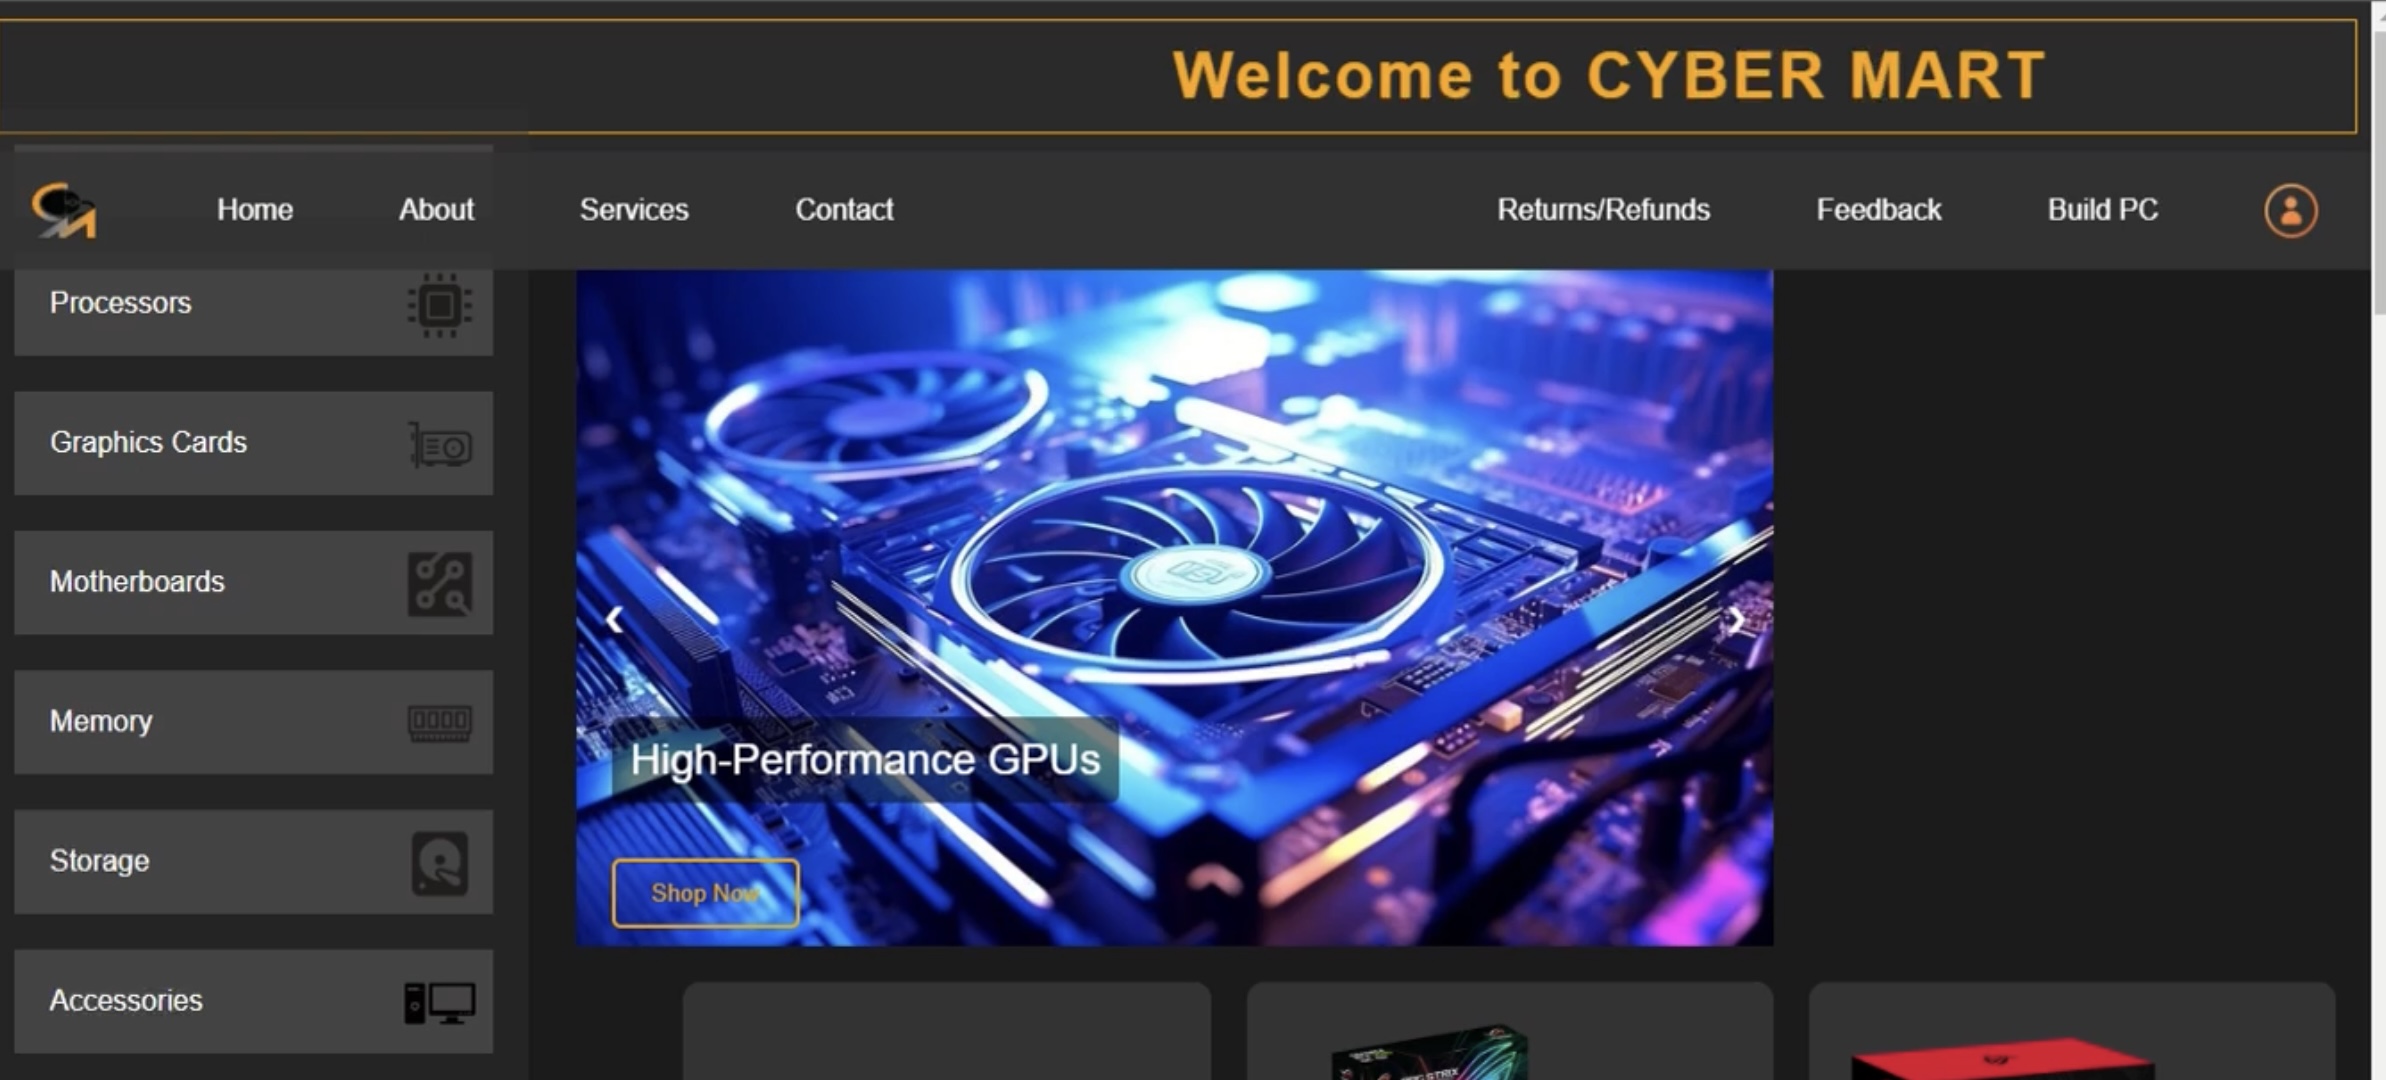 Welcome to CYBER MART
Home About Services Contact Returns/Refunds Feedback Build PC
Processors
Graphics Cards
Motherboards
Memory
Storage
Accessories
High-Performance GPUs
Shop Now
STRIX